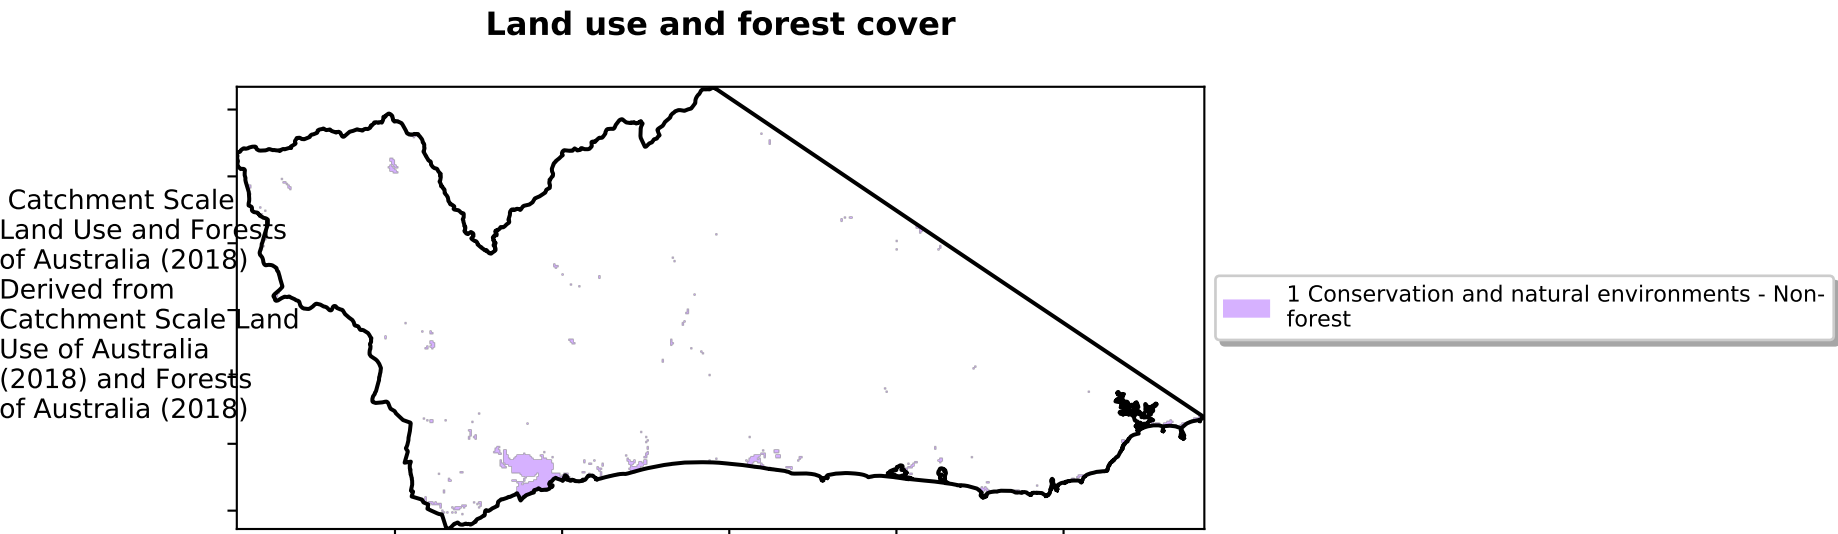 Land use and forest cover
Catchment Scale
Land Use and Forests
of Australia (2018)
Derived from
Catchment Scale Land
Use of Australia
(2018) and Forests
of Australia (2018)
1 Conservation and natural environments - Non-
forest